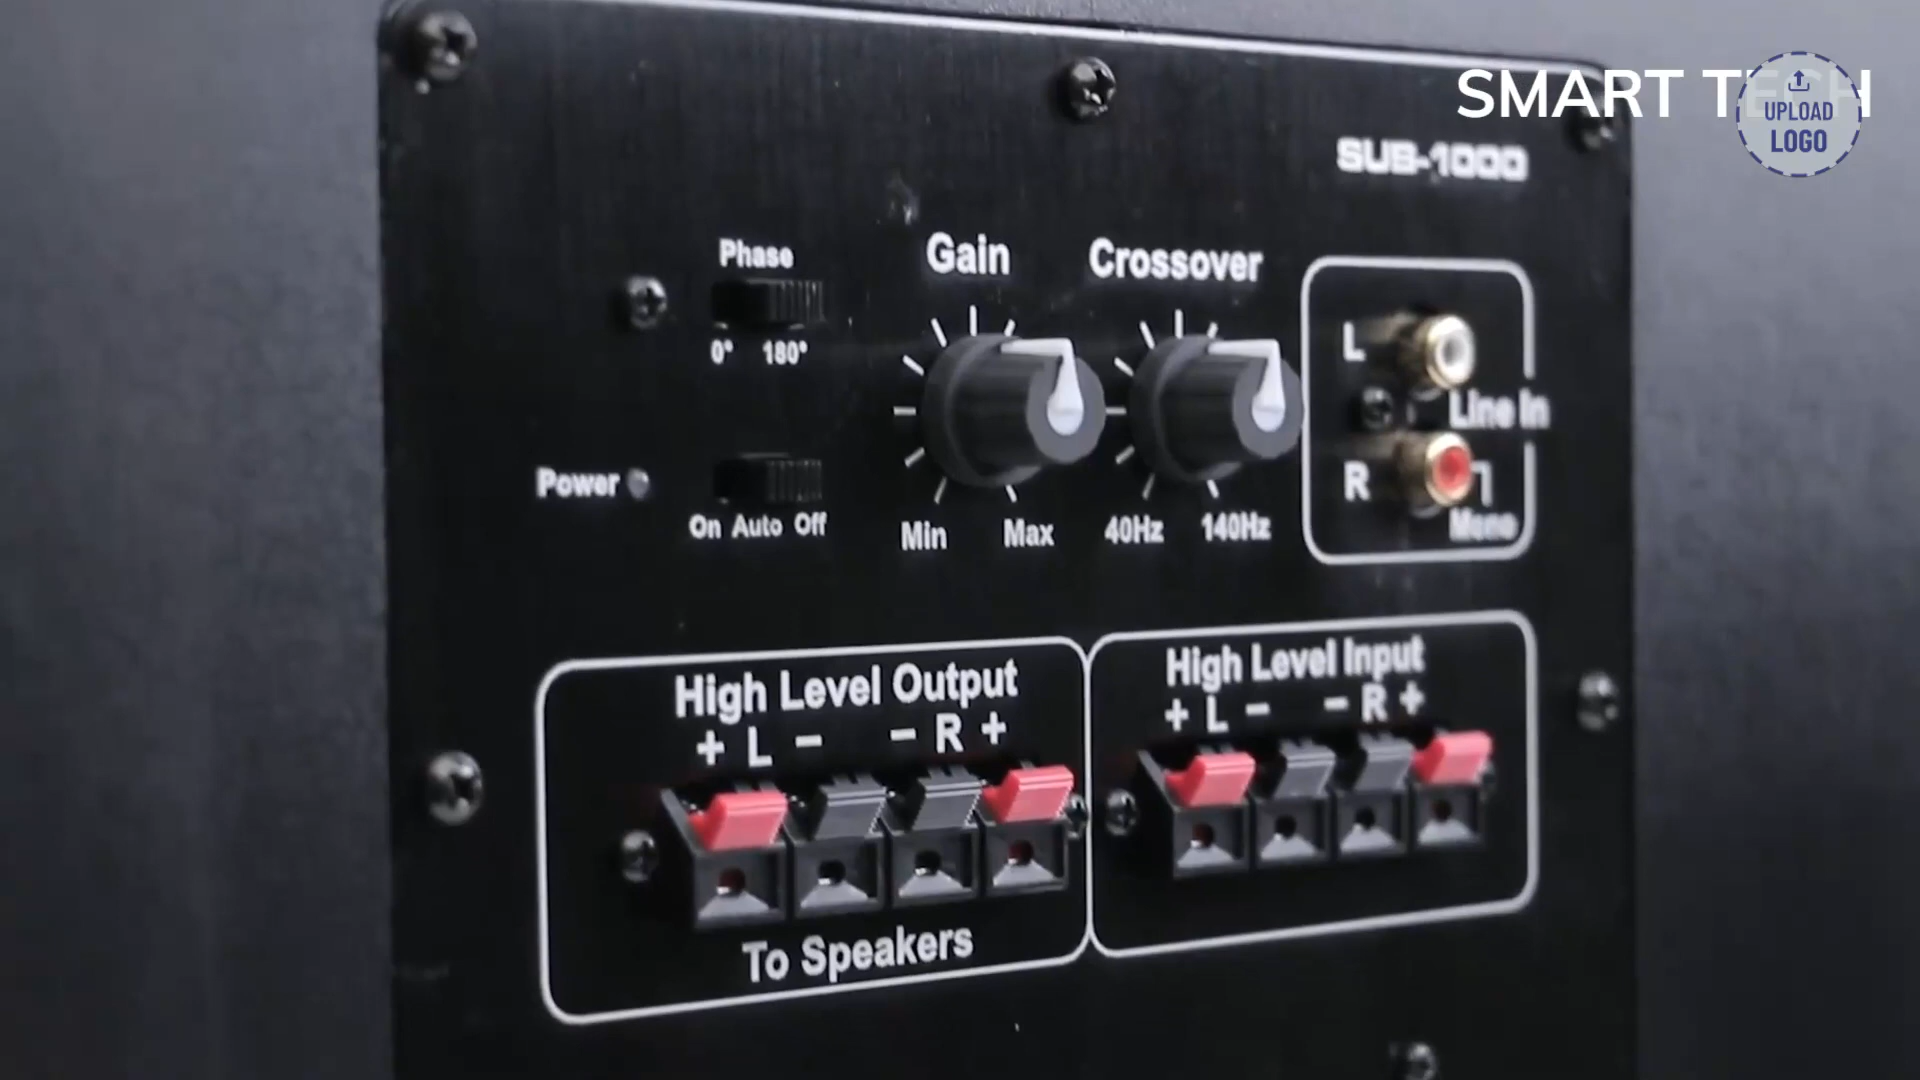 SMART TECH
UPLOAD
LOGO
SUB-1000
Phase
0° 180°
Gain
Min Max
Crossover
40Hz 140Hz
L
Line In
R
Mono
Power
On Auto Off
High Level Output
+ L − − R +
To Speakers
High Level Input
+ L − − R +